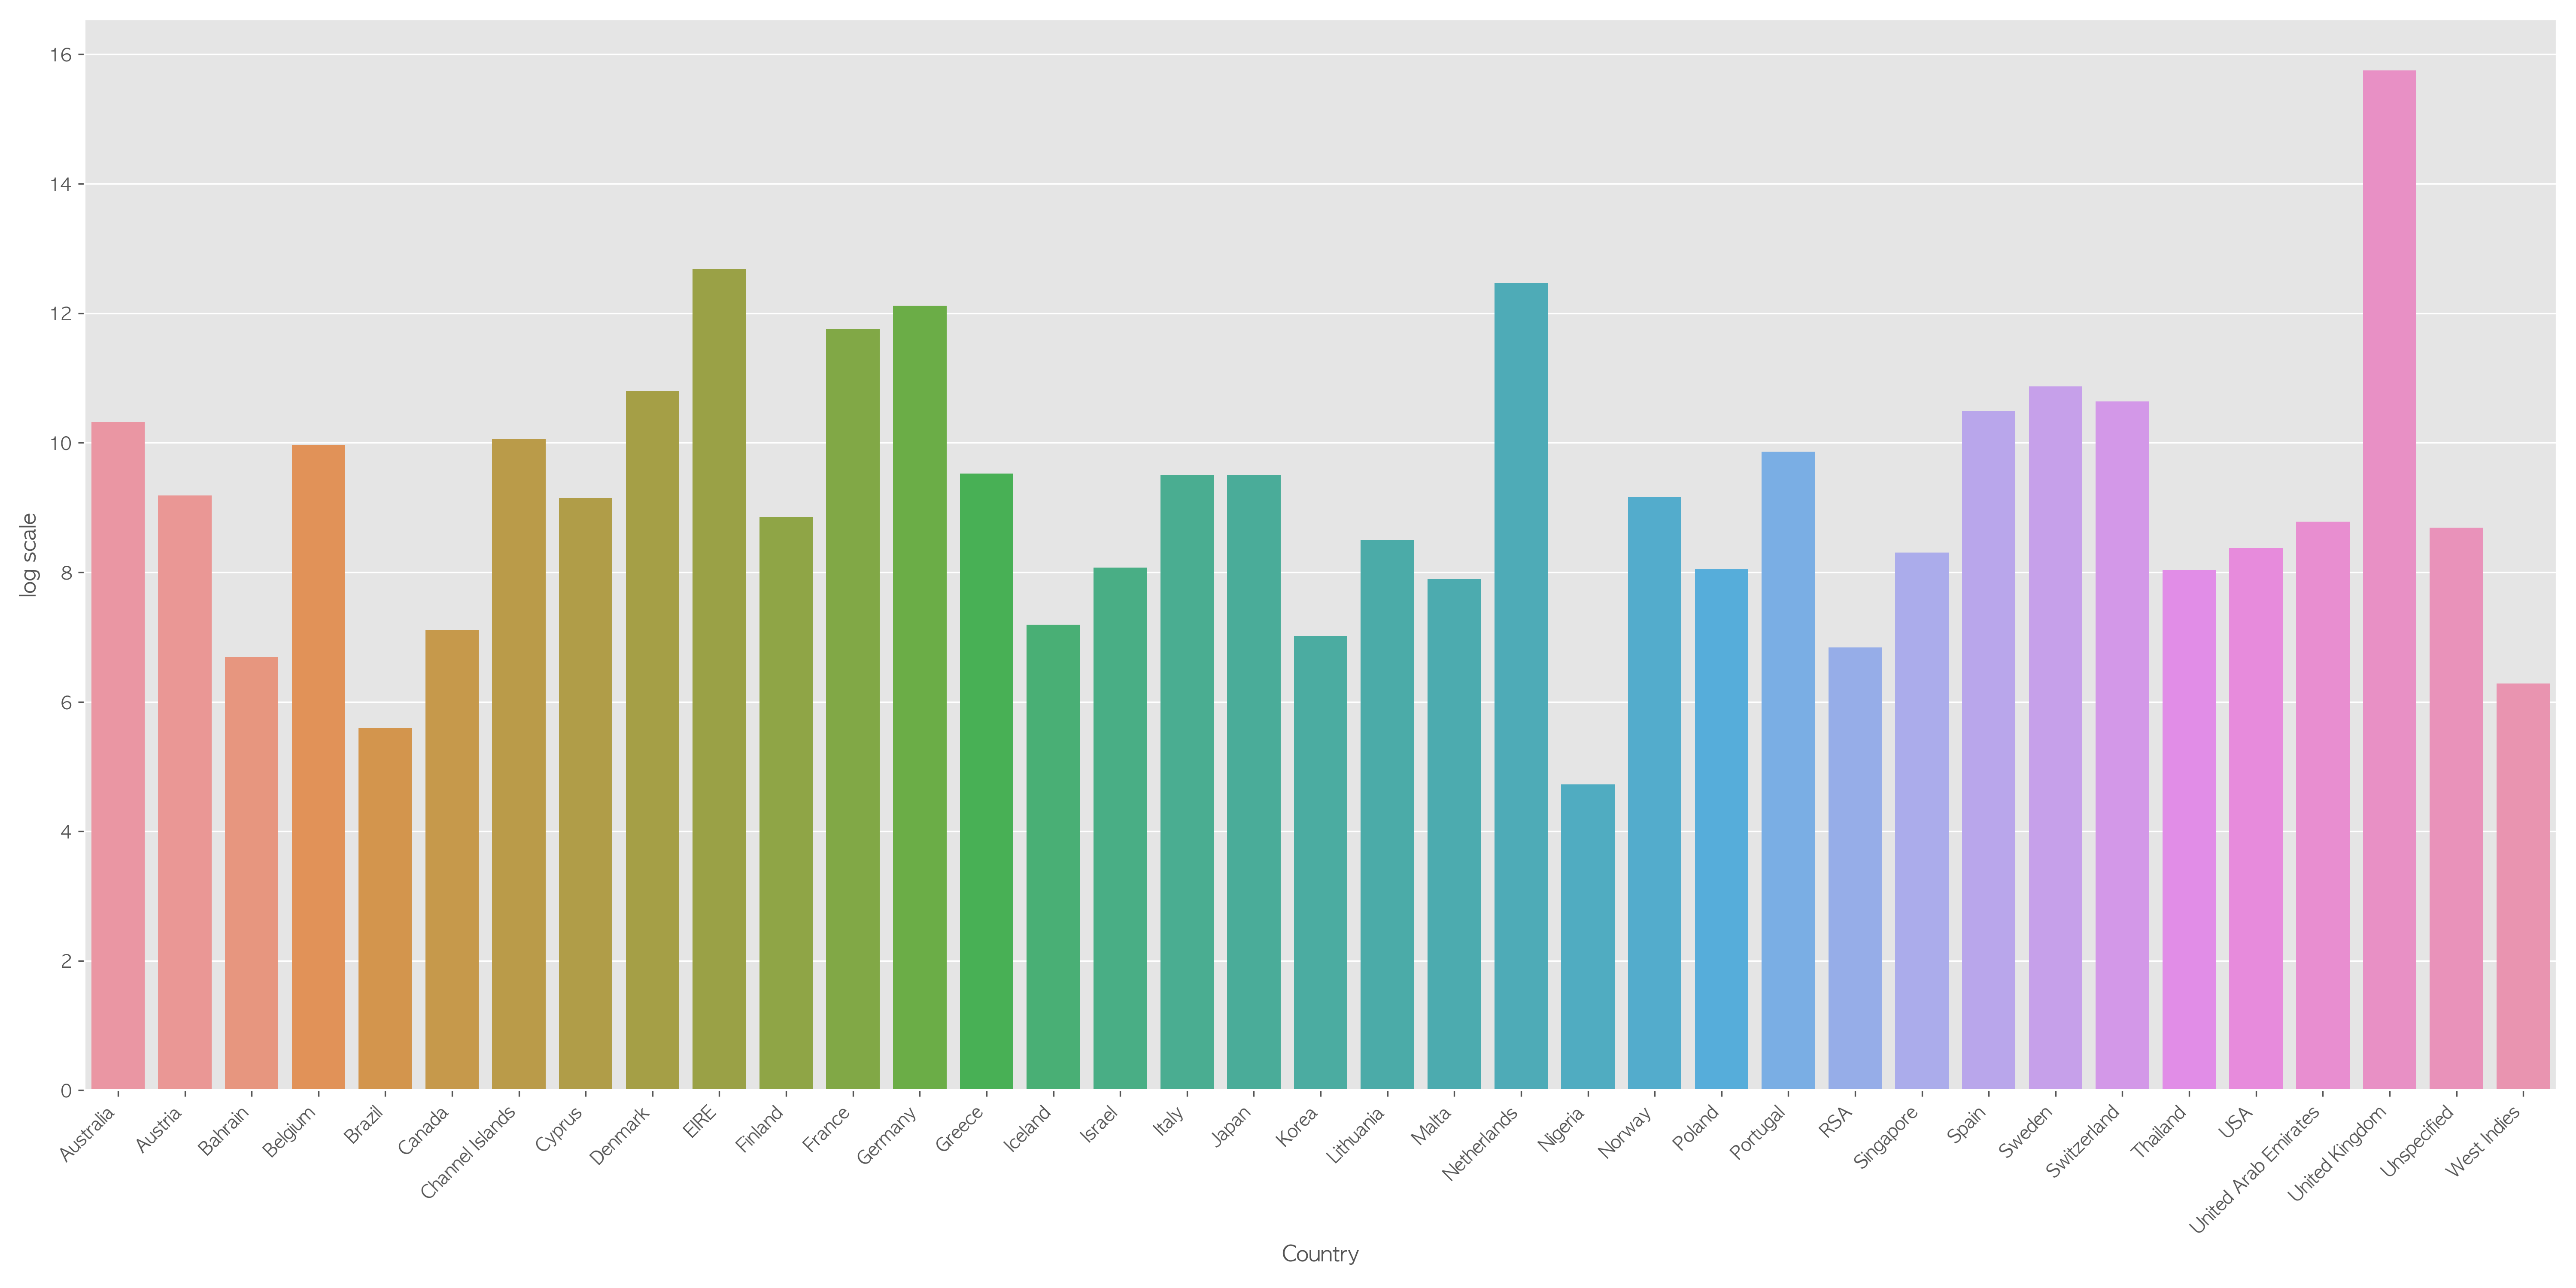 16
14
12
10
8
6
4
2
0
log scale
Australia
Austria
Bahrain
Belgium
Brazil
Canada
Channel Islands
Cyprus
Denmark
EIRE
Finland
France
Germany
Greece
Iceland
Israel
Italy
Japan
Korea
Lithuania
Malta
Netherlands
Nigeria
Norway
Poland
Portugal
RSA
Singapore
Spain
Sweden
Switzerland
Thailand
USA
United Arab Emirates
United Kingdom
Unspecified
West Indies
Country